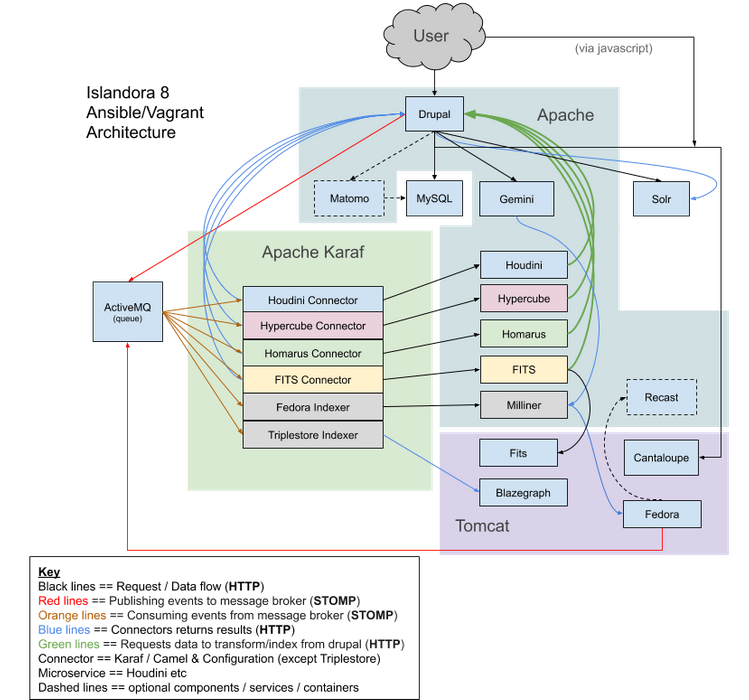 User
(via javascript)
Islandora 8
Ansible/Vagrant
Architecture
Drupal
Apache
Matomo
MySQL
Gemini
Solr
Apache Karaf
Houdini
ActiveMQ
(queue)
Houdini Connector
Hypercube
Hypercube Connector
Homarus
Homarus Connector
FITS
FITS Connector
Recast
Fedora Indexer
Milliner
Triplestore Indexer
Fits
Cantaloupe
Blazegraph
Fedora
Tomcat
Key
Black lines == Request / Data flow (HTTP)
Red lines == Publishing events to message broker (STOMP)
Orange lines == Consuming events from message broker (STOMP)
Blue lines == Connectors returns results (HTTP)
Green lines == Requests data to transform/index from drupal (HTTP)
Connector == Karaf / Camel & Configuration (except Triplestore)
Microservice == Houdini etc
Dashed lines == optional components / services / containers